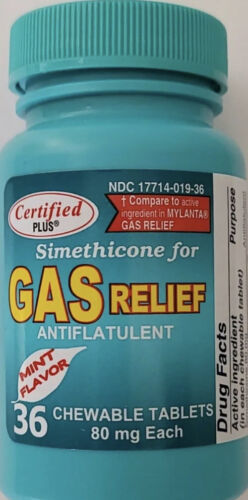 NDC 17714-019-36
Certified
PLUS®
† Compare to active
ingredient in MYLANTA®
GAS RELIEF
Simethicone for
GAS RELIEF
ANTIFLATULENT
MINT
FLAVOR
36 CHEWABLE TABLETS
80 mg Each
Drug Facts
Active ingredient
(in each chewable tablet)
Purpose